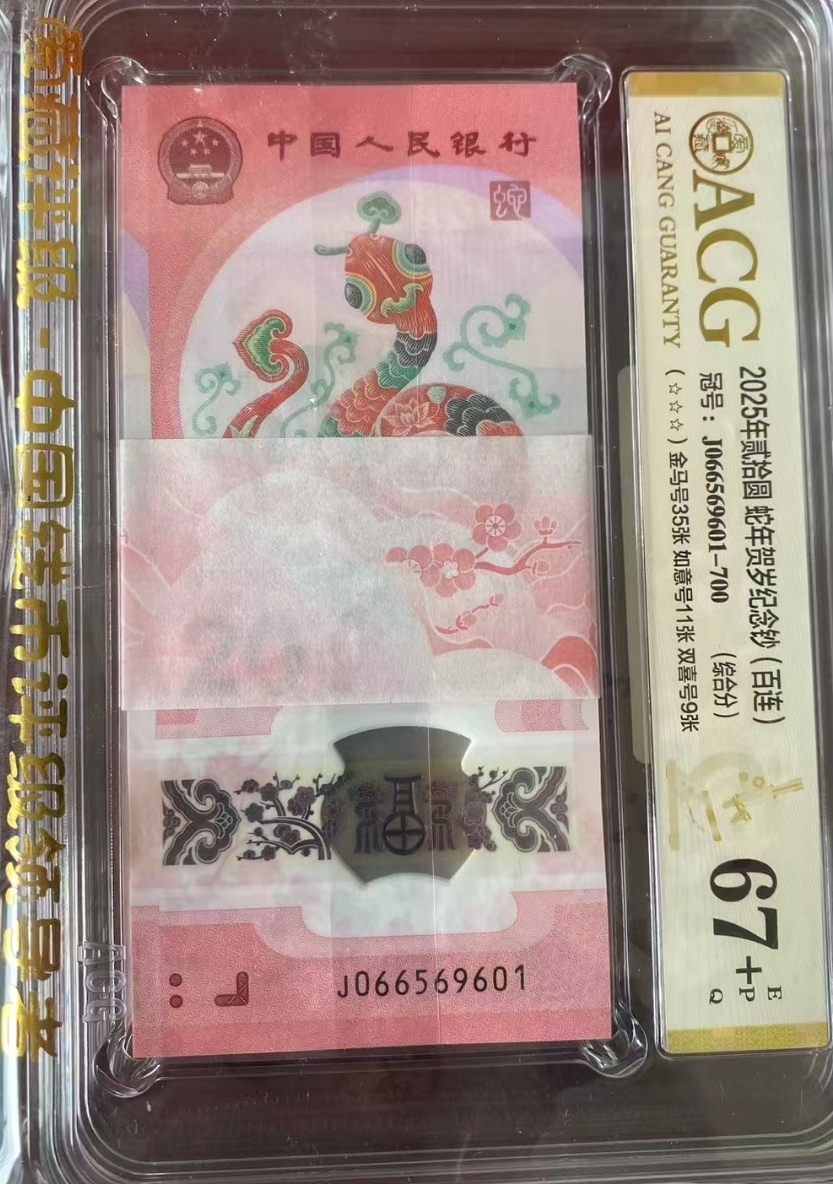 爱藏评级-中国钱币评级领导者
中国人民银行
蛇
J066569601
ACG
AI CANG GUARANTY
2025年贰拾圆 蛇年贺岁纪念钞（百连）
冠号：J066569601-700 （综合分）
（☆☆☆）金马号35张 如意号11张 双喜号9张
67+
E
P
Q
ACG